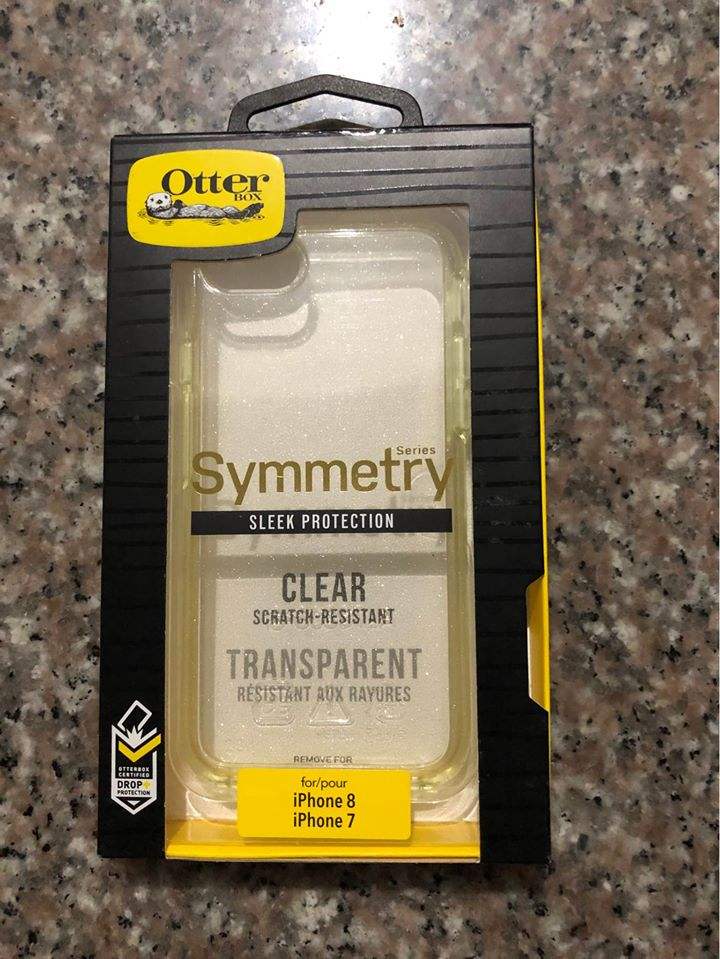 Otter
BOX
Series
Symmetry
SLEEK PROTECTION
CLEAR
SCRATCH-RESISTANT
TRANSPARENT
RÉSISTANT AUX RAYURES
REMOVE FOR
for/pour
iPhone 8
iPhone 7
OTTERBOX
CERTIFIED
DROP+
PROTECTION